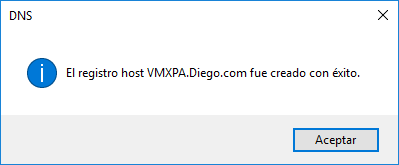 DNS
El registro host VMXPA.Diego.com fue creado con éxito.
Aceptar